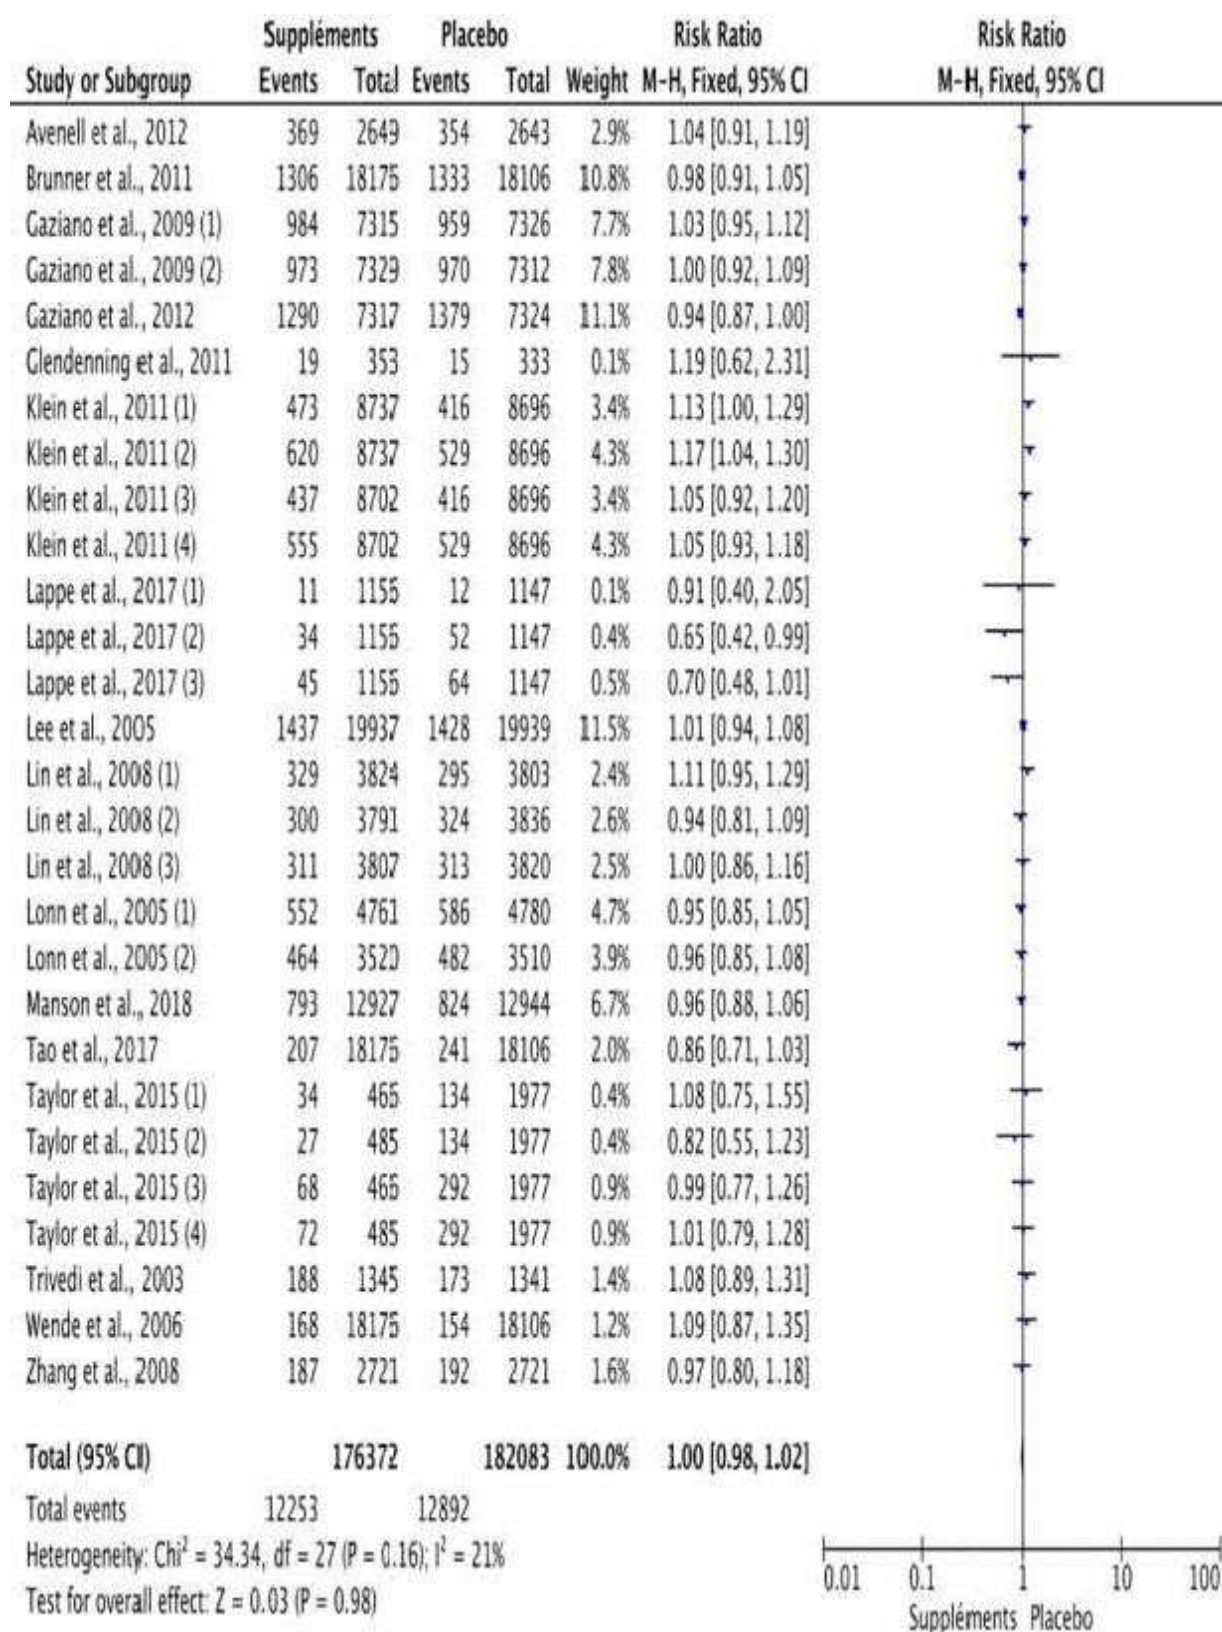 Suppléments Placebo Risk Ratio Risk Ratio
Study or Subgroup Events Total Events Total Weight M-H, Fixed, 95% CI M-H, Fixed, 95% CI
Avenell et al., 2012 369 2649 354 2643 2.9% 1.04 [0.91, 1.19]
Brunner et al., 2011 1306 18176 1333 18106 10.8% 0.98 [0.91, 1.05]
Gaziano et al., 2009 (1) 984 7315 959 7326 7.7% 1.03 [0.95, 1.12]
Gaziano et al., 2009 (2) 973 7329 970 7312 7.8% 1.00 [0.92, 1.09]
Gaziano et al., 2012 1290 7317 1379 7324 11.1% 0.94 [0.87, 1.00]
Glendenning et al., 2011 19 353 15 333 0.1% 1.19 [0.62, 2.31]
Klein et al., 2011 (1) 473 8737 416 8696 3.4% 1.13 [1.00, 1.29]
Klein et al., 2011 (2) 620 8737 529 8696 4.3% 1.17 [1.04, 1.30]
Klein et al., 2011 (3) 437 8702 416 8696 3.4% 1.05 [0.92, 1.20]
Klein et al., 2011 (4) 555 8702 529 8696 4.3% 1.05 [0.93, 1.18]
Lappe et al., 2017 (1) 11 1156 12 1147 0.1% 0.91 [0.40, 2.05]
Lappe et al., 2017 (2) 34 1156 52 1147 0.4% 0.65 [0.42, 0.99]
Lappe et al., 2017 (3) 45 1156 64 1147 0.5% 0.70 [0.48, 1.01]
Lee et al., 2005 1437 19937 1428 19939 11.5% 1.01 [0.94, 1.08]
Lin et al., 2008 (1) 329 3824 295 3803 2.4% 1.11 [0.95, 1.29]
Lin et al., 2008 (2) 300 3791 324 3836 2.6% 0.94 [0.81, 1.09]
Lin et al., 2008 (3) 311 3807 313 3820 2.5% 1.00 [0.86, 1.16]
Lonn et al., 2005 (1) 552 4761 586 4780 4.7% 0.95 [0.85, 1.05]
Lonn et al., 2005 (2) 464 3520 482 3510 3.9% 0.96 [0.85, 1.08]
Manson et al., 2018 793 12927 824 12944 6.7% 0.96 [0.88, 1.06]
Tao et al., 2017 207 18176 241 18106 2.0% 0.86 [0.71, 1.03]
Taylor et al., 2015 (1) 34 466 134 1977 0.4% 1.08 [0.75, 1.55]
Taylor et al., 2015 (2) 27 485 134 1977 0.4% 0.82 [0.55, 1.23]
Taylor et al., 2015 (3) 68 466 292 1977 0.9% 0.99 [0.77, 1.26]
Taylor et al., 2015 (4) 72 485 292 1977 0.9% 1.01 [0.79, 1.28]
Trivedi et al., 2003 188 1345 173 1341 1.4% 1.08 [0.89, 1.31]
Wende et al., 2006 168 18176 154 18106 1.2% 1.09 [0.87, 1.35]
Zhang et al., 2008 187 2721 192 2721 1.6% 0.97 [0.80, 1.18]
Total (95% CI) 176372 182083 100.0% 1.00 [0.98, 1.02]
Total events 12253 12892
Heterogeneity: Chi² = 34.34, df = 27 (P = 0.16); I² = 21%
Test for overall effect: Z = 0.03 (P = 0.98)
0.01 0.1 1 10 100
Suppléments Placebo